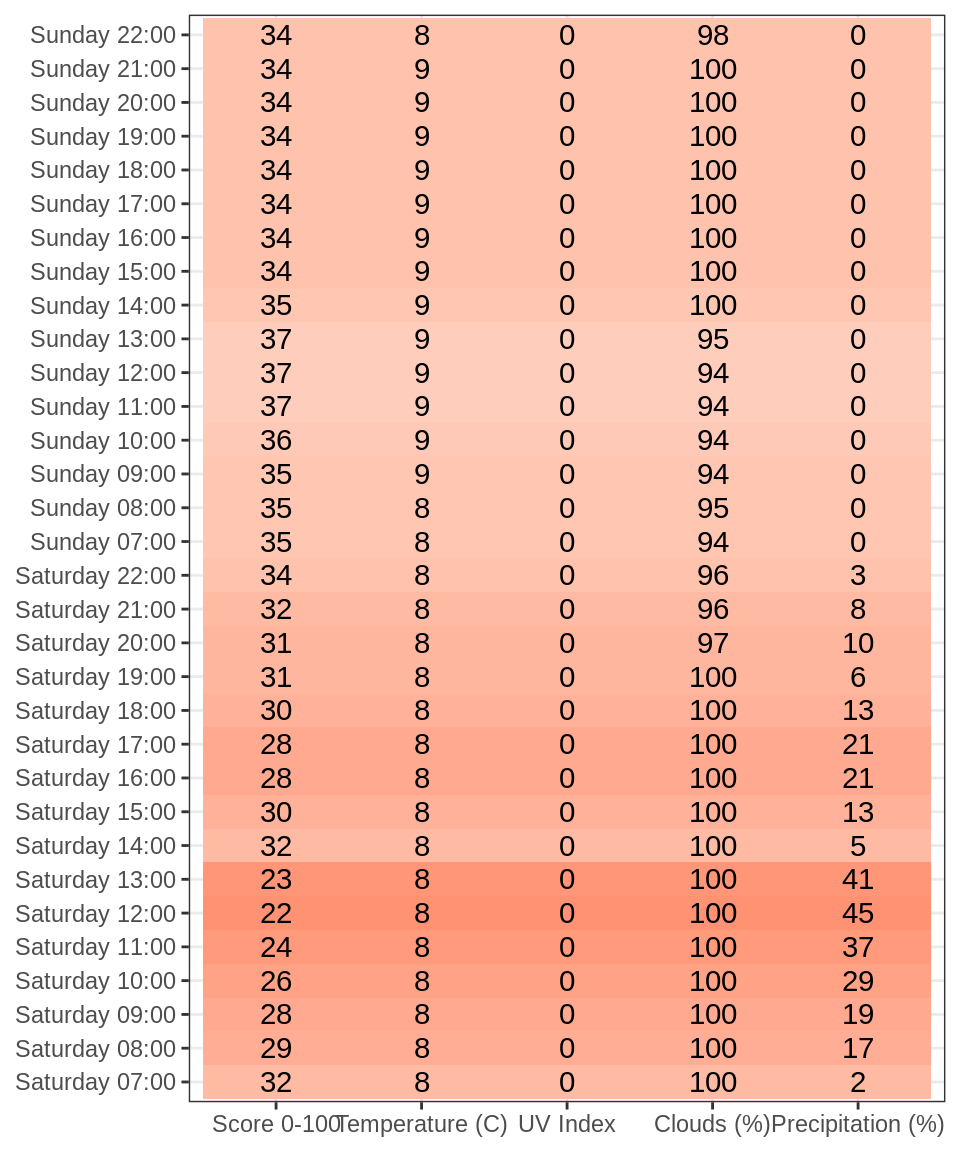 Sunday 22:00 34 8 0 98 0
Sunday 21:00 34 9 0 100 0
Sunday 20:00 34 9 0 100 0
Sunday 19:00 34 9 0 100 0
Sunday 18:00 34 9 0 100 0
Sunday 17:00 34 9 0 100 0
Sunday 16:00 34 9 0 100 0
Sunday 15:00 34 9 0 100 0
Sunday 14:00 35 9 0 100 0
Sunday 13:00 37 9 0 95 0
Sunday 12:00 37 9 0 94 0
Sunday 11:00 37 9 0 94 0
Sunday 10:00 36 9 0 94 0
Sunday 09:00 35 9 0 94 0
Sunday 08:00 35 8 0 95 0
Sunday 07:00 35 8 0 94 0
Saturday 22:00 34 8 0 96 3
Saturday 21:00 32 8 0 96 8
Saturday 20:00 31 8 0 97 10
Saturday 19:00 31 8 0 100 6
Saturday 18:00 30 8 0 100 13
Saturday 17:00 28 8 0 100 21
Saturday 16:00 28 8 0 100 21
Saturday 15:00 30 8 0 100 13
Saturday 14:00 32 8 0 100 5
Saturday 13:00 23 8 0 100 41
Saturday 12:00 22 8 0 100 45
Saturday 11:00 24 8 0 100 37
Saturday 10:00 26 8 0 100 29
Saturday 09:00 28 8 0 100 19
Saturday 08:00 29 8 0 100 17
Saturday 07:00 32 8 0 100 2
Score 0-100 Temperature (C) UV Index Clouds (%) Precipitation (%)